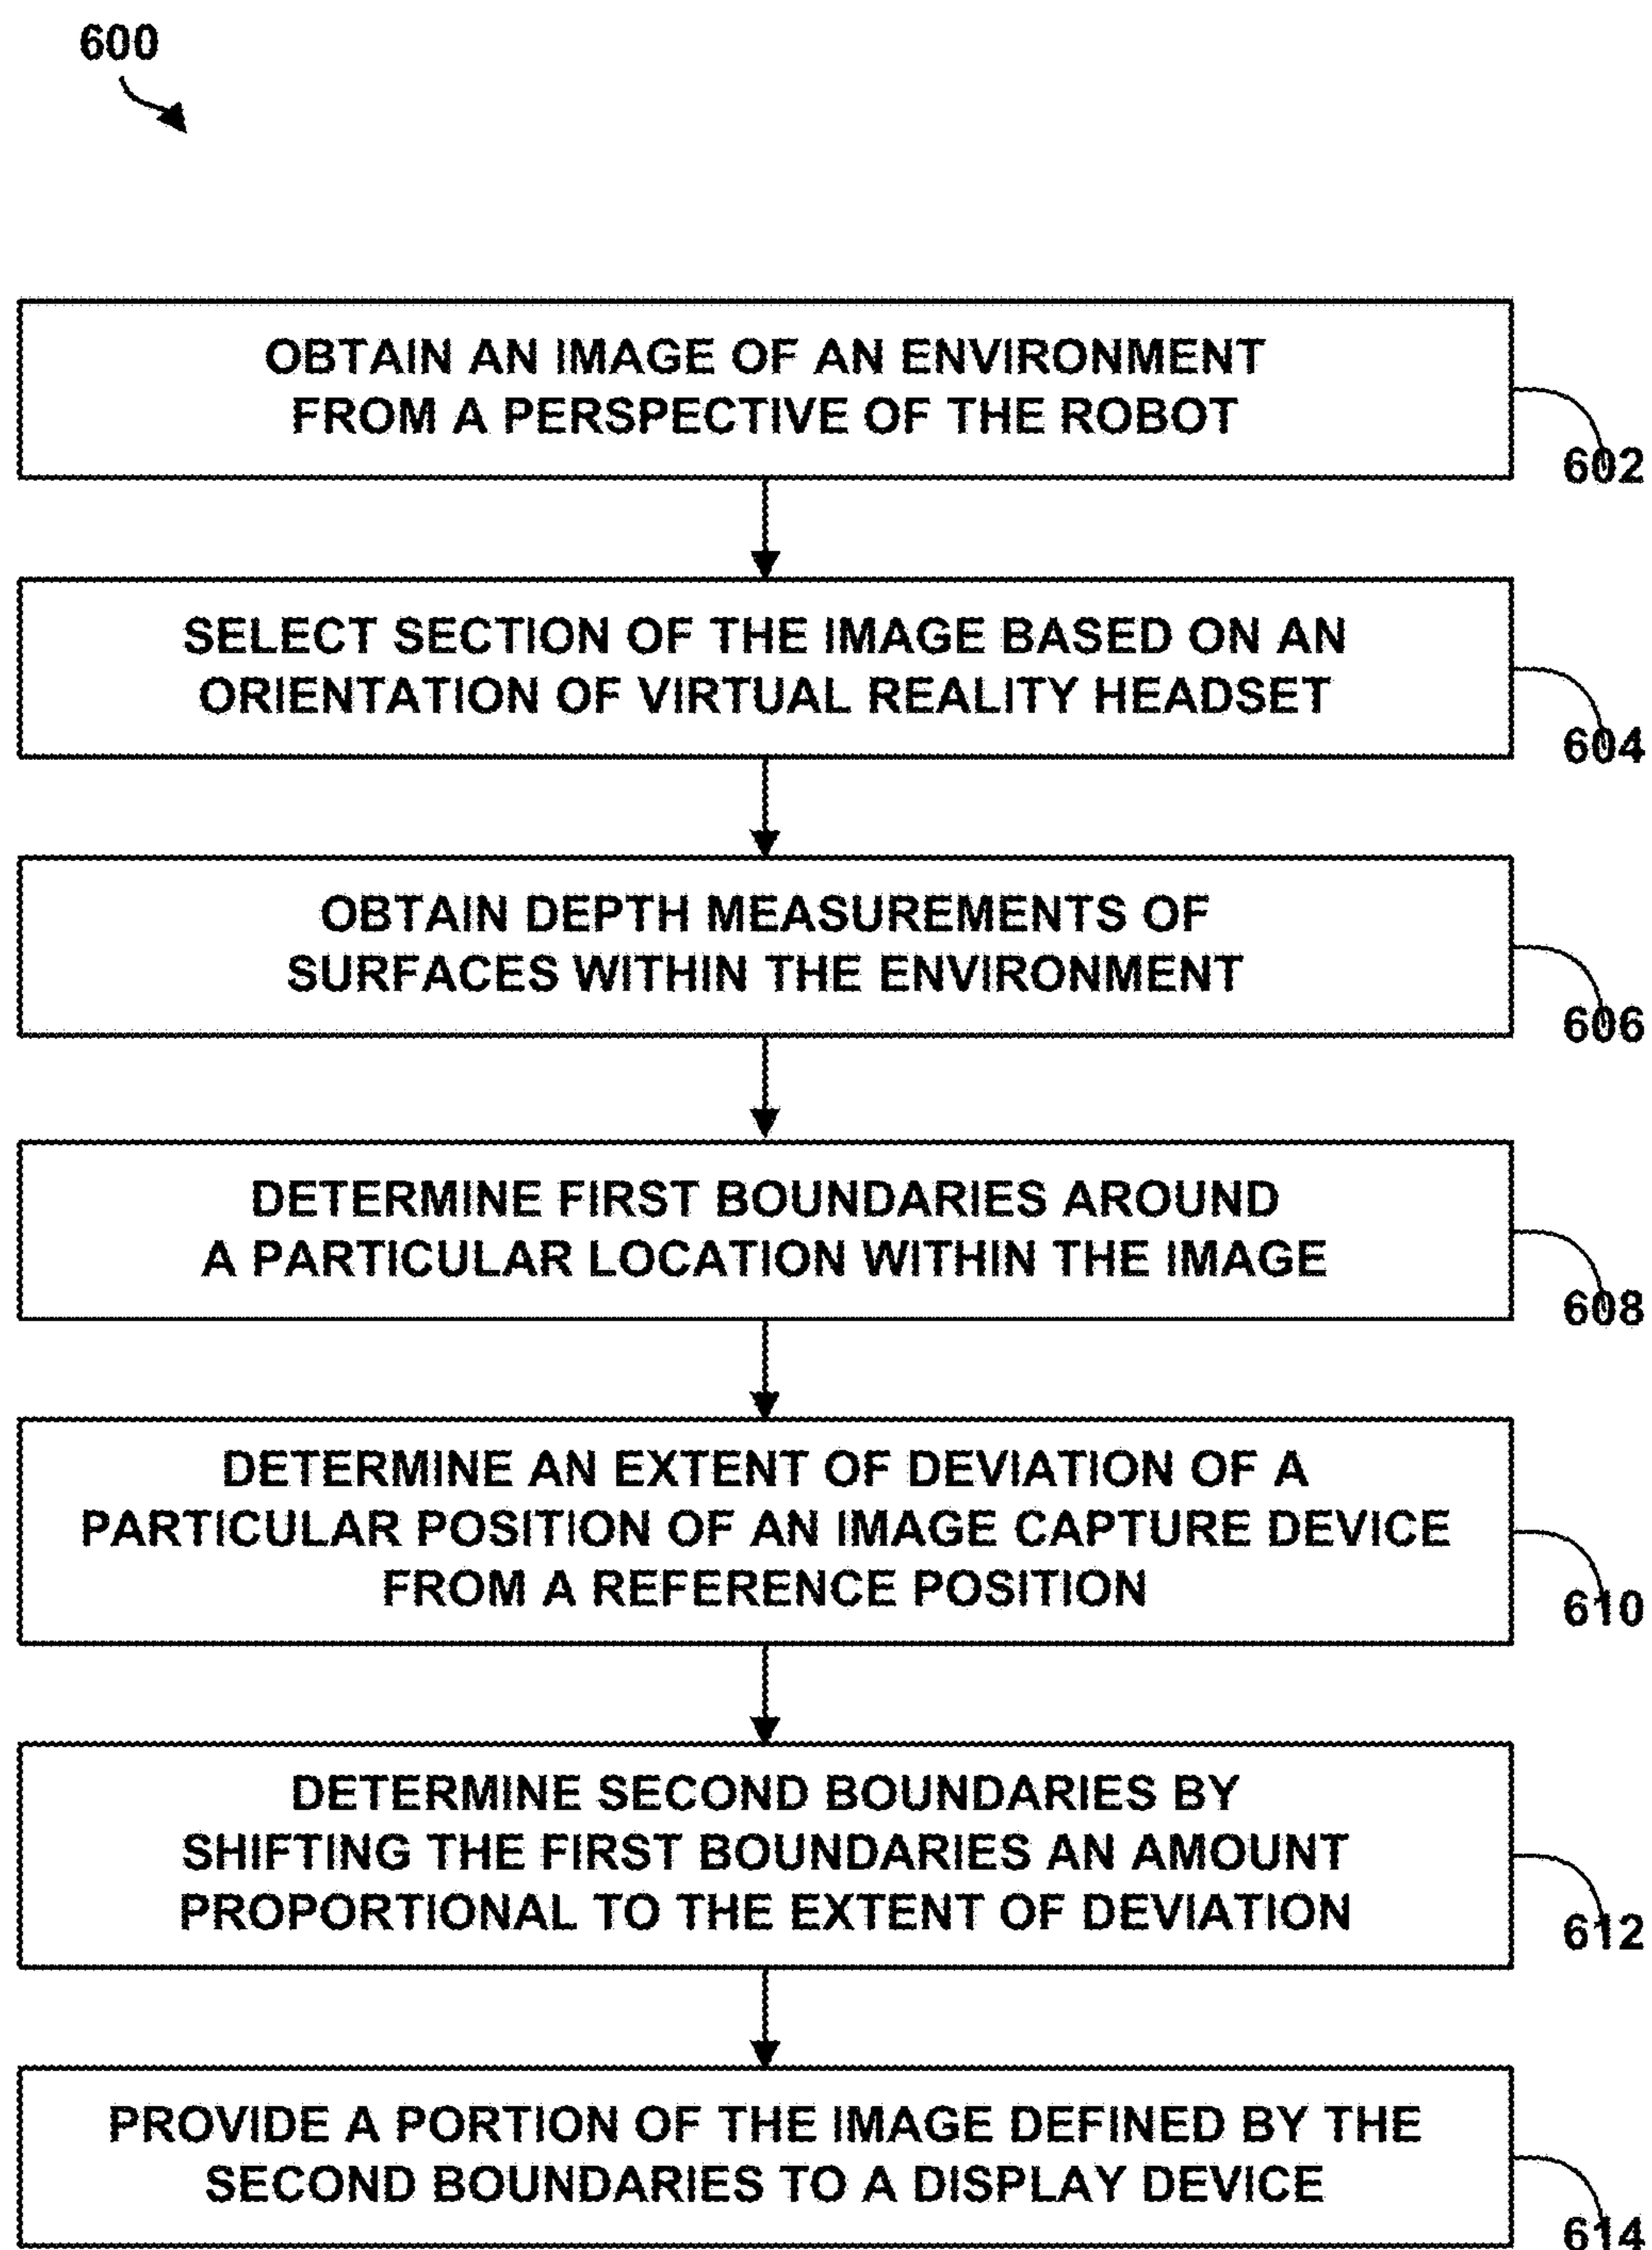 600
OBTAIN AN IMAGE OF AN ENVIRONMENT
FROM A PERSPECTIVE OF THE ROBOT
602
SELECT SECTION OF THE IMAGE BASED ON AN
ORIENTATION OF VIRTUAL REALITY HEADSET
604
OBTAIN DEPTH MEASUREMENTS OF
SURFACES WITHIN THE ENVIRONMENT
606
DETERMINE FIRST BOUNDARIES AROUND
A PARTICULAR LOCATION WITHIN THE IMAGE
608
DETERMINE AN EXTENT OF DEVIATION OF A
PARTICULAR POSITION OF AN IMAGE CAPTURE DEVICE
FROM A REFERENCE POSITION
610
DETERMINE SECOND BOUNDARIES BY
SHIFTING THE FIRST BOUNDARIES AN AMOUNT
PROPORTIONAL TO THE EXTENT OF DEVIATION
612
PROVIDE A PORTION OF THE IMAGE DEFINED BY THE
SECOND BOUNDARIES TO A DISPLAY DEVICE
614